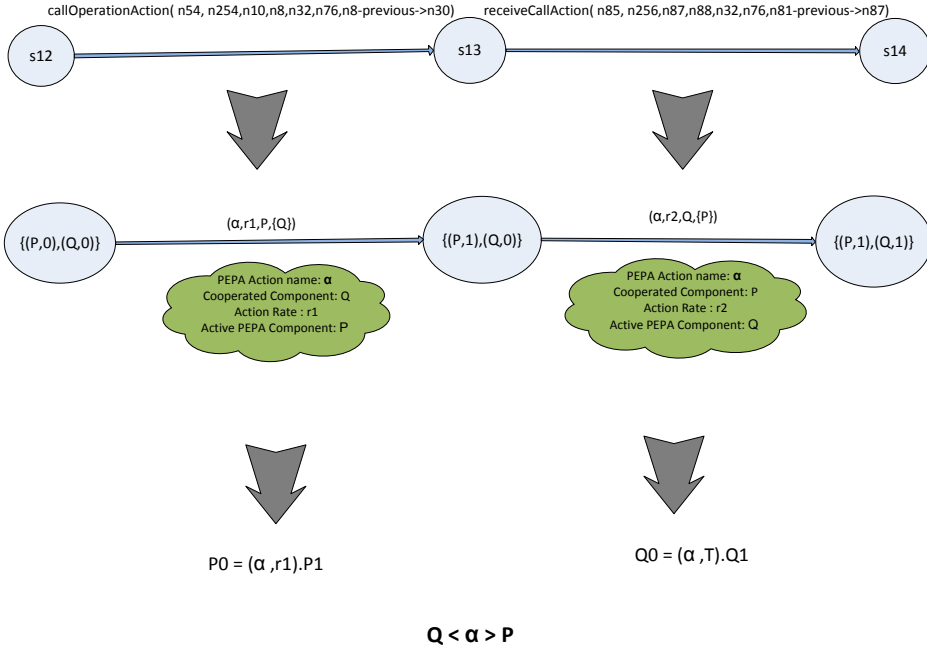 callOperationAction( n54, n254,n10,n8,n32,n76,n8-previous->n30)
receiveCallAction( n85, n256,n87,n88,n32,n76,n81-previous->n87)
s12
s13
s14
(α,r1,P,{Q})
(α,r2,Q,{P})
{(P,0),(Q,0)}
{(P,1),(Q,0)}
{(P,1),(Q,1)}
PEPA Action name: α
Cooperated Component: Q
Action Rate : r1
Active PEPA Component: P
PEPA Action name: α
Cooperated Component: P
Action Rate : r2
Active PEPA Component: Q
P0 = (α ,r1).P1
Q0 = (α ,T).Q1
Q < α > P